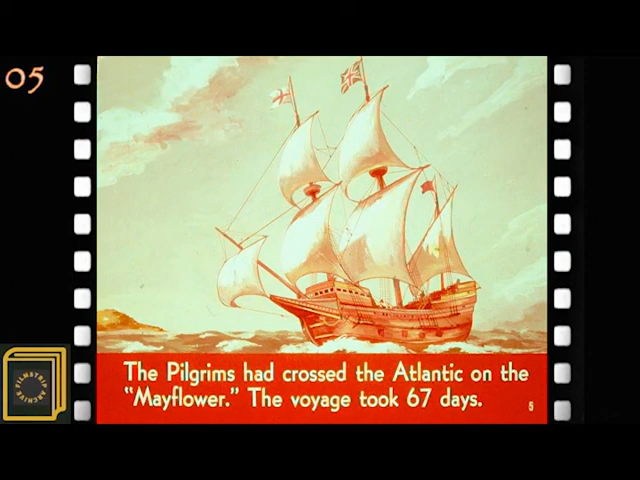 05
The Pilgrims had crossed the Atlantic on the
"Mayflower." The voyage took 67 days.
5
FILMSTRIP
ARCHIVE